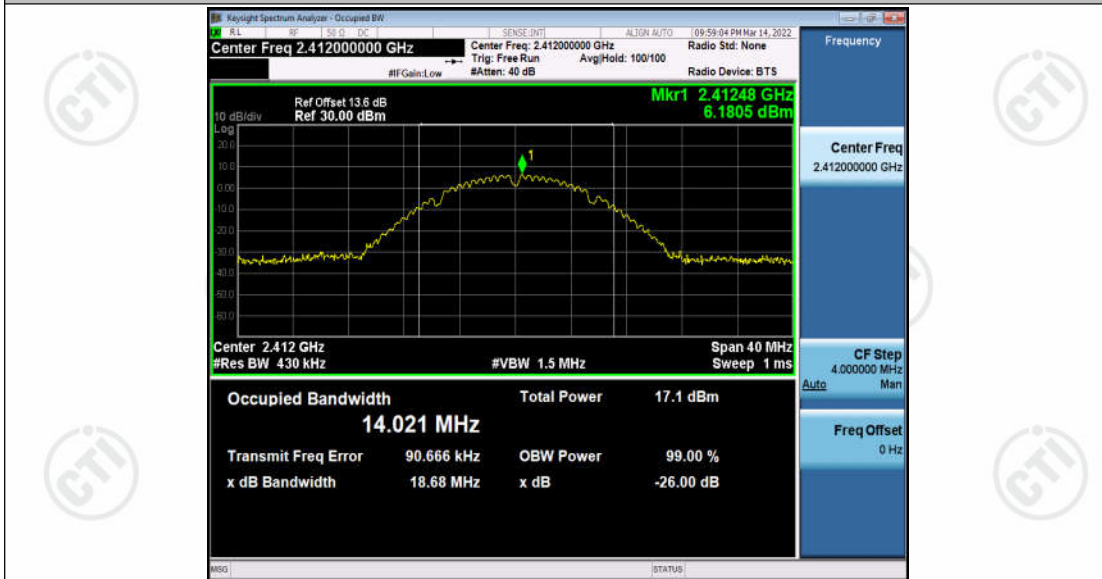 Keysight Spectrum Analyzer - Occupied BW
RL RF 50 Ω DC SENSE:INT ALIGN AUTO 09:59:04 PM Mar 14, 2022
Center Freq 2.412000000 GHz
Center Freq: 2.412000000 GHz
Radio Std: None
Trig: Free Run Avg|Hold: 100/100
#IFGain:Low
#Atten: 40 dB
Radio Device: BTS
Frequency
Ref Offset 13.6 dB
Mkr1 2.41248 GHz
10 dB/div Ref 30.00 dBm
6.1805 dBm
Log
20.0
10.0
0.00
-10.0
-20.0
-30.0
-40.0
-50.0
-60.0
1
Center Freq
2.412000000 GHz
Center 2.412 GHz
Span 40 MHz
#Res BW 430 kHz
#VBW 1.5 MHz
Sweep 1 ms
CF Step
4.000000 MHz
Auto Man
Occupied Bandwidth
Total Power 17.1 dBm
14.021 MHz
Freq Offset
0 Hz
Transmit Freq Error 90.666 kHz
OBW Power 99.00 %
x dB Bandwidth 18.68 MHz
x dB -26.00 dB
MSG
STATUS
CTI
CTI
CTI
CTI